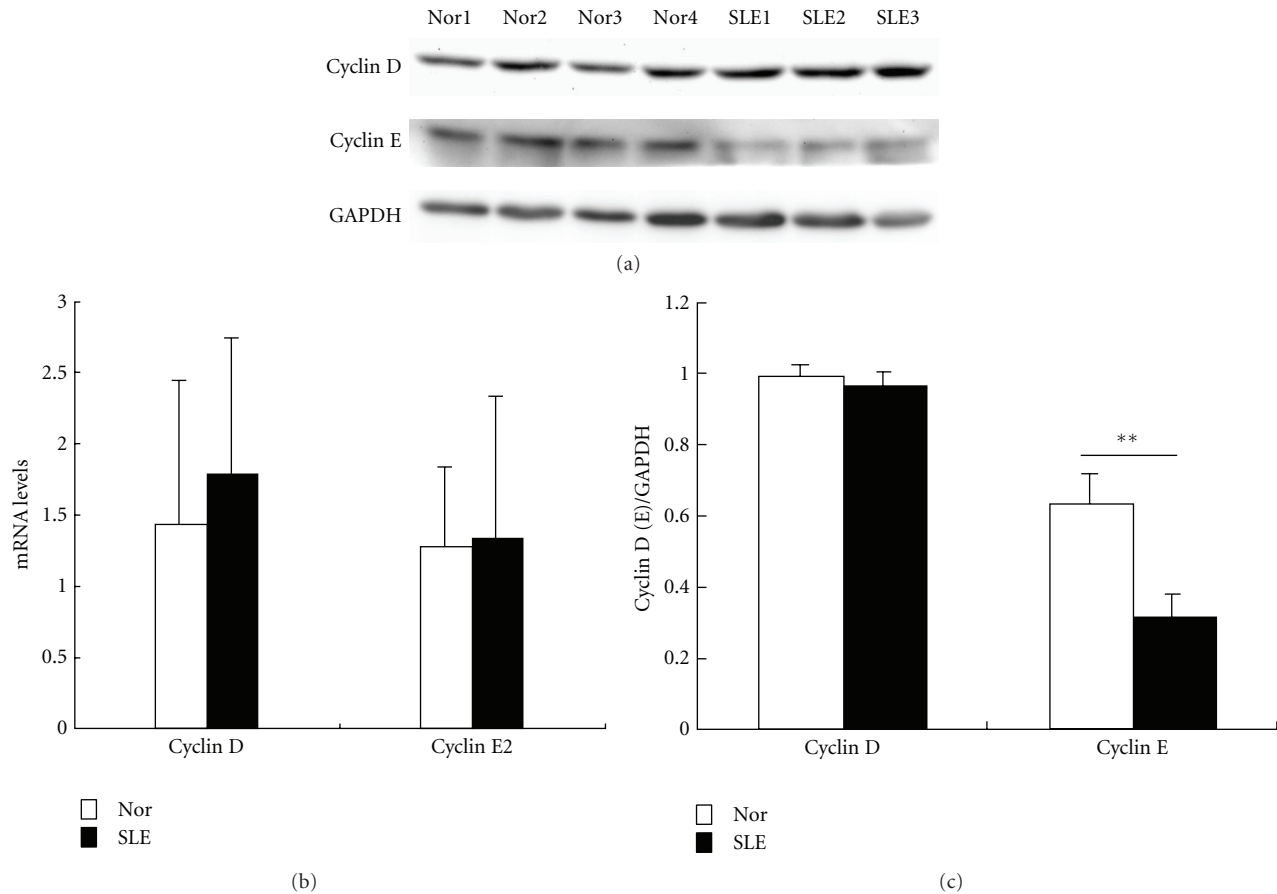 Nor1 Nor2 Nor3 Nor4 SLE1 SLE2 SLE3
Cyclin D
Cyclin E
GAPDH
(a)
3
2.5
2
1.5
1
0.5
0
mRNA levels
Cyclin D Cyclin E2
Nor
SLE
(b)
1.2
1
0.8
0.6
0.4
0.2
0
Cyclin D (E)/GAPDH
**
Cyclin D Cyclin E
Nor
SLE
(c)